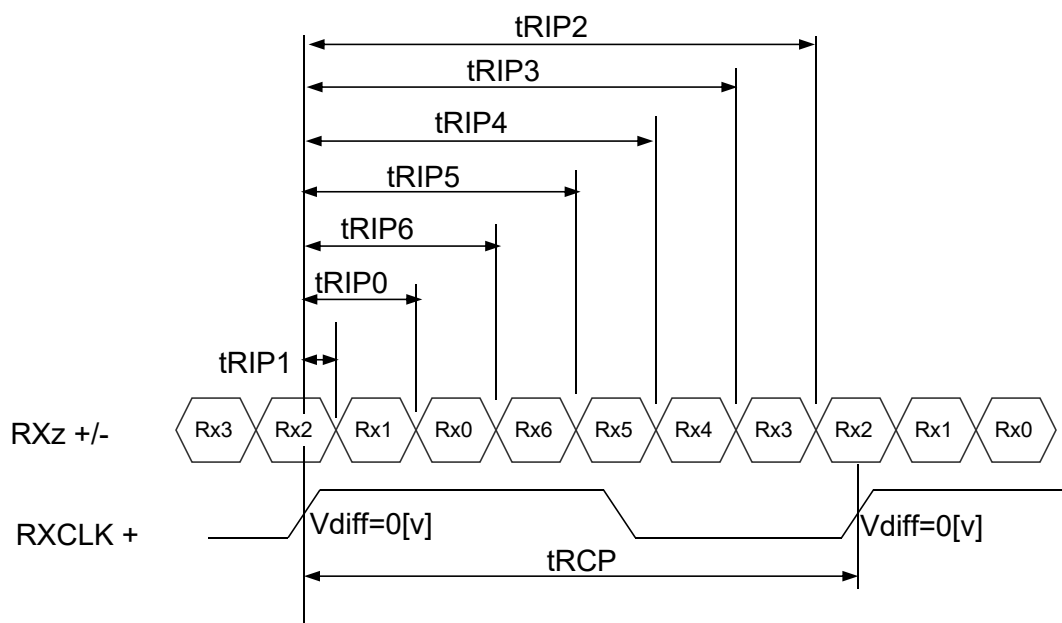 tRIP2
tRIP3
tRIP4
tRIP5
tRIP6
tRIP0
tRIP1
RXz +/- Rx3 Rx2 Rx1 Rx0 Rx6 Rx5 Rx4 Rx3 Rx2 Rx1 Rx0
RXCLK + Vdiff=0[v] Vdiff=0[v]
tRCP